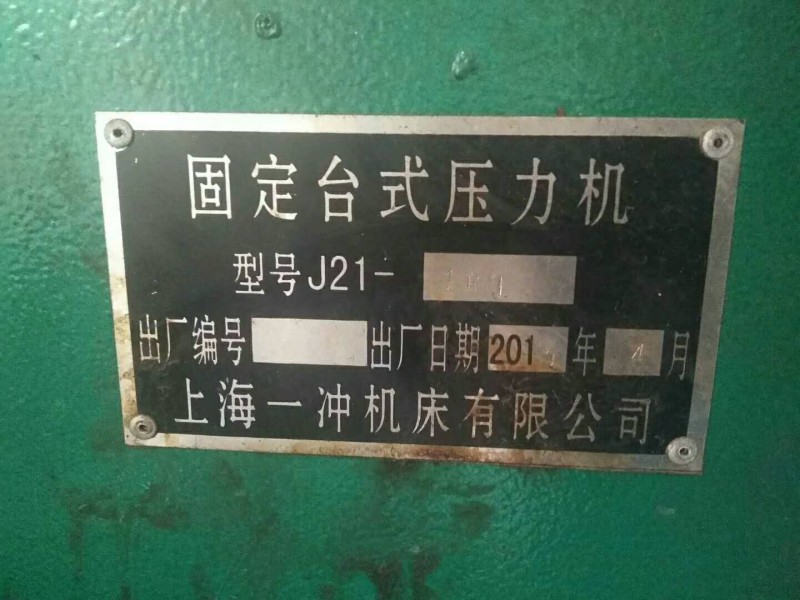 固定台式压力机
型号J21-
出厂编号 出厂日期201 年 4 月
上海一冲机床有限公司